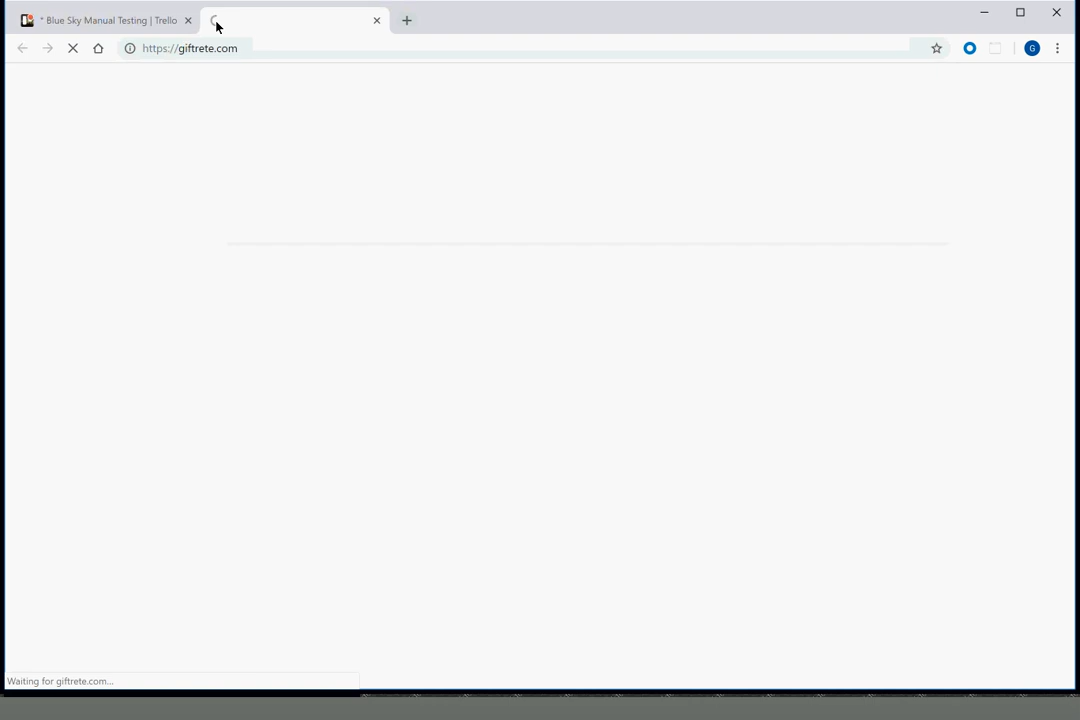 * Blue Sky Manual Testing | Trello
https://giftrete.com
G
Waiting for giftrete.com...